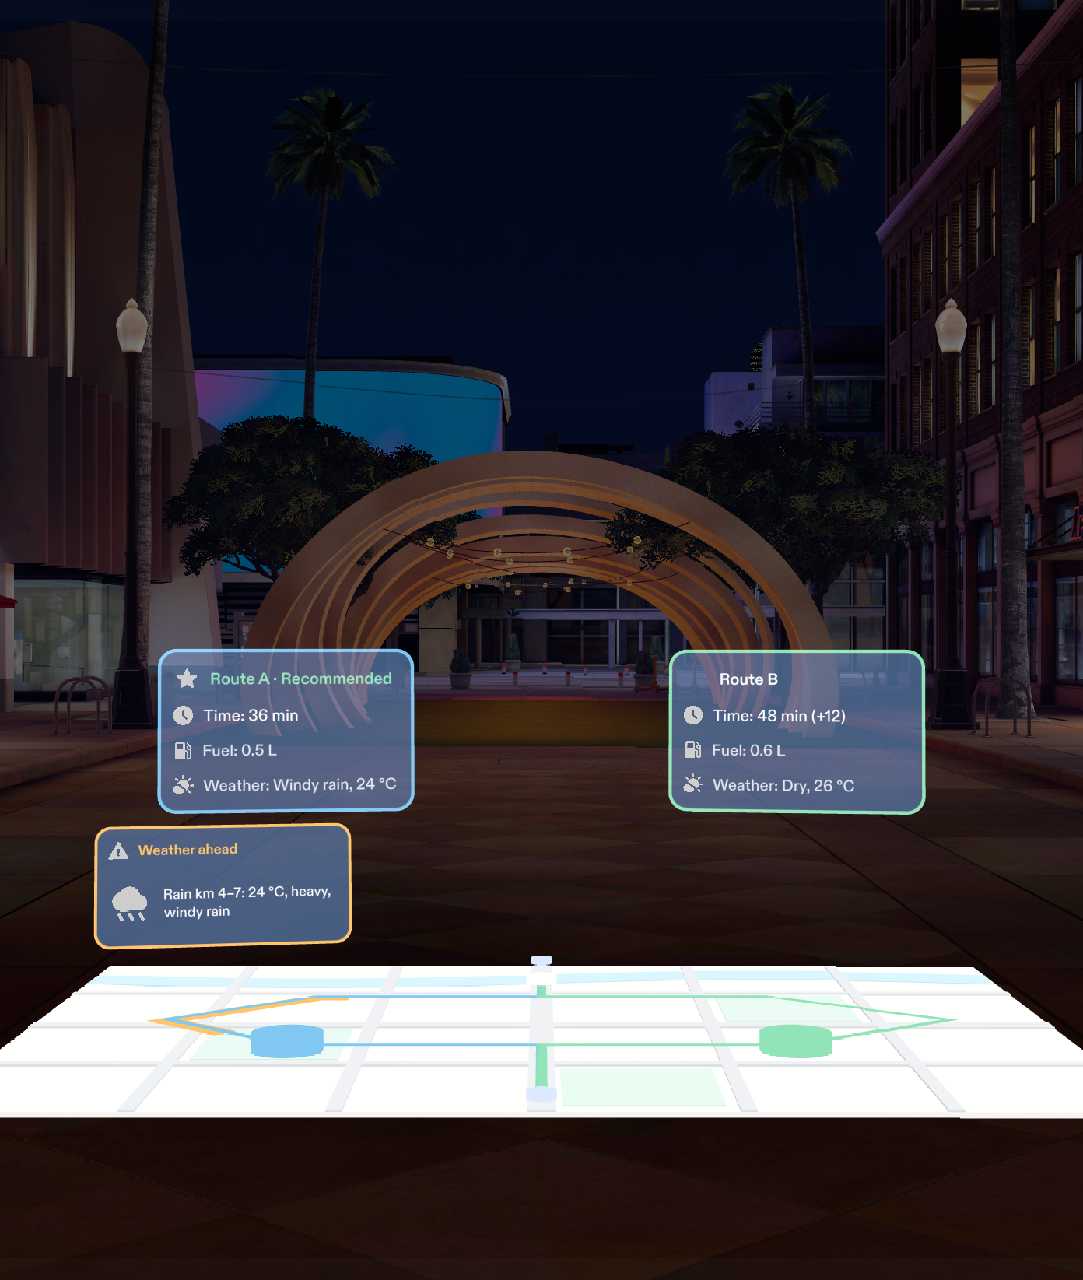 Route A · Recommended
Time: 36 min
Fuel: 0.5 L
Weather: Windy rain, 24 °C
Route B
Time: 48 min (+12)
Fuel: 0.6 L
Weather: Dry, 26 °C
Weather ahead
Rain km 4–7: 24 °C, heavy,
windy rain